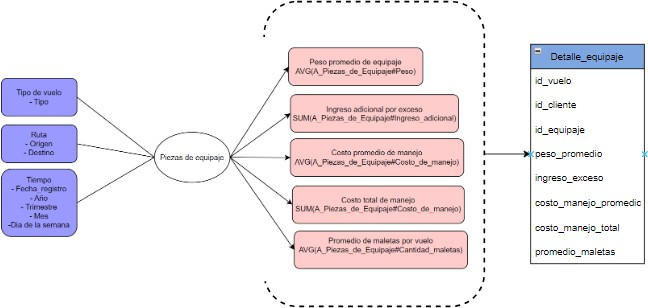 Tipo de vuelo
- Tipo
Ruta
- Origen
- Destino
Tiempo
- Fecha_registro
- Año
- Trimestre
- Mes
-Dia de la semana
Piezas de equipaje
Peso promedio de equipaje
AVG(A_Piezas_de_Equipaje#Peso)
Ingreso adicional por exceso
SUM(A_Piezas_de_Equipaje#Ingreso_adicional)
Costo promedio de manejo
AVG(A_Piezas_de_Equipaje#Costo_de_manejo)
Costo total de manejo
SUM(A_Piezas_de_Equipaje#Costo_de_manejo)
Promedio de maletas por vuelo
AVG(A_Piezas_de_Equipaje#Cantidad_maletas)
Detalle_equipaje
id_vuelo
id_cliente
id_equipaje
peso_promedio
ingreso_exceso
costo_manejo_promedic
costo_manejo_total
promedio_maletas